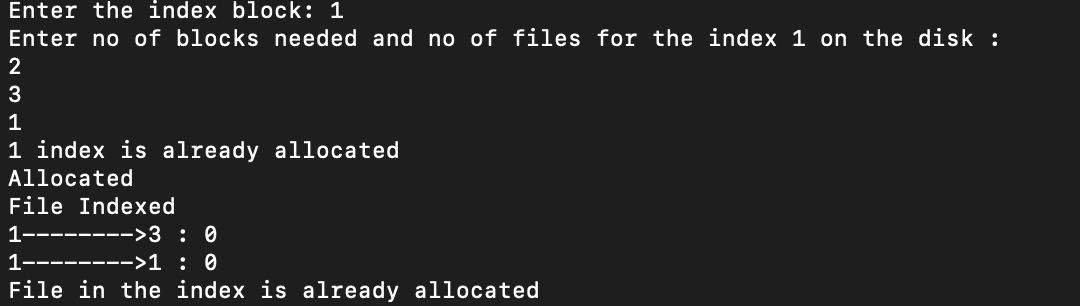 Enter the index block: 1
Enter no of blocks needed and no of files for the index 1 on the disk :
2
3
1
1 index is already allocated
Allocated
File Indexed
1-------->3 : 0
1-------->1 : 0
File in the index is already allocated